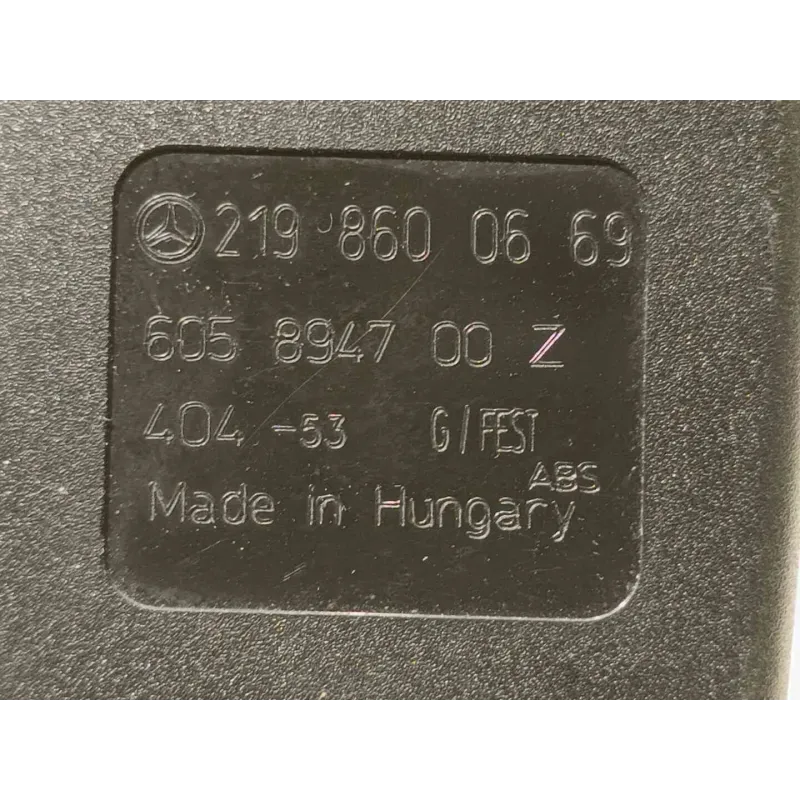 219 860 06 69
605 8947 00 Z
404 -53 G/FEST
ABS
Made in Hungary